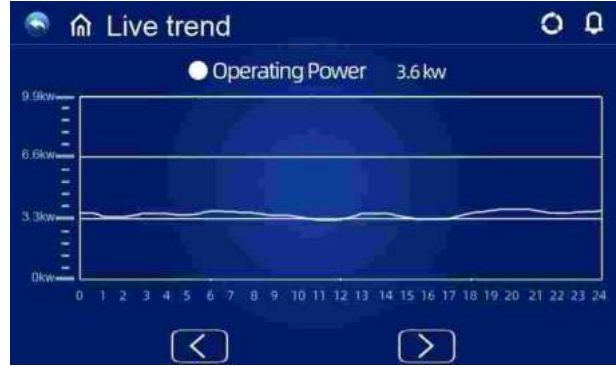 Live trend
Operating Power 3.6 kw
9.9kw
6.6kw
3.3kw
0kw
0 1 2 3 4 5 6 7 8 9 10 11 12 13 14 15 16 17 18 19 20 21 22 23 24